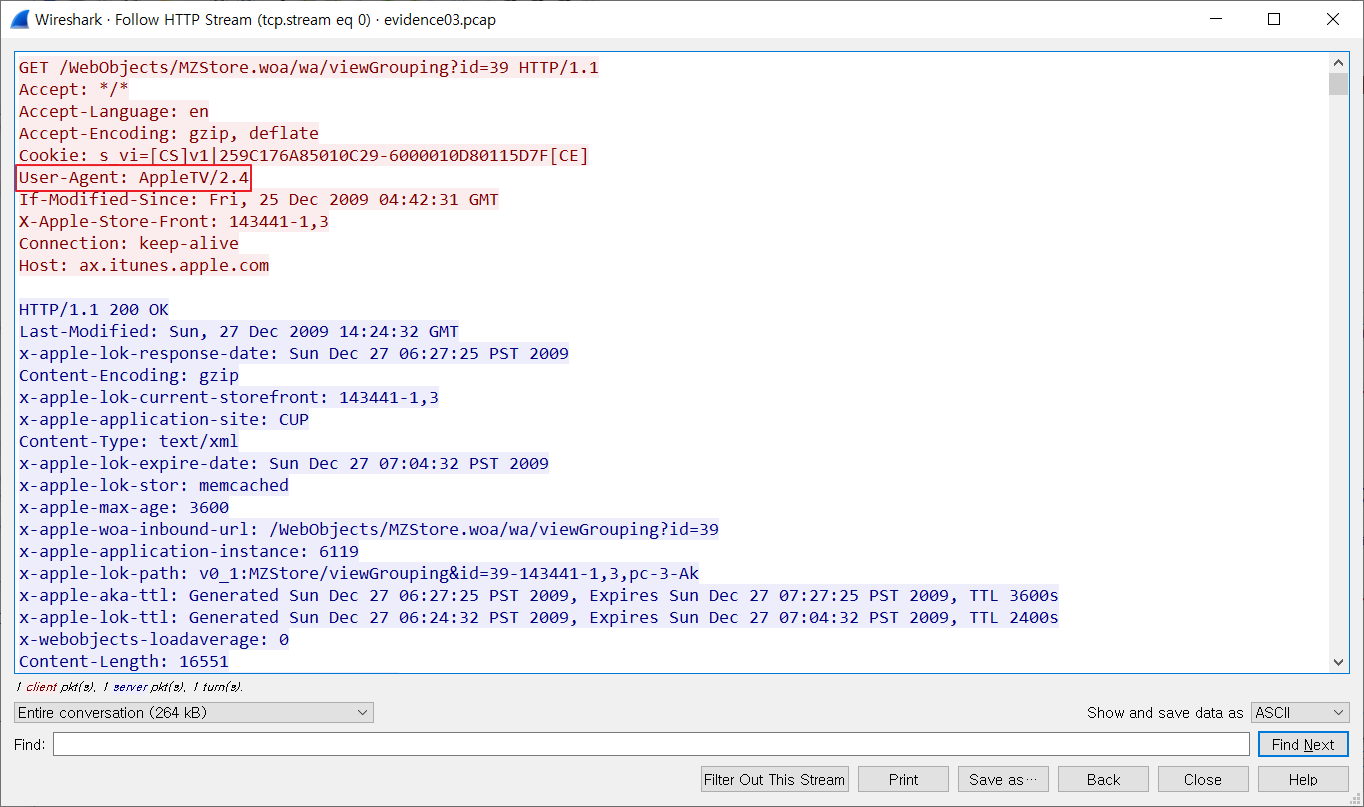 Wireshark · Follow HTTP Stream (tcp.stream eq 0) · evidence03.pcap
GET /WebObjects/MZStore.woa/wa/viewGrouping?id=39 HTTP/1.1
Accept: */*
Accept-Language: en
Accept-Encoding: gzip, deflate
Cookie: s_vi=[CS]v1|259C176A85010C29-6000010D80115D7F[CE]
User-Agent: AppleTV/2.4
If-Modified-Since: Fri, 25 Dec 2009 04:42:31 GMT
X-Apple-Store-Front: 143441-1,3
Connection: keep-alive
Host: ax.itunes.apple.com
HTTP/1.1 200 OK
Last-Modified: Sun, 27 Dec 2009 14:24:32 GMT
x-apple-lok-response-date: Sun Dec 27 06:27:25 PST 2009
Content-Encoding: gzip
x-apple-lok-current-storefront: 143441-1,3
x-apple-application-site: CUP
Content-Type: text/xml
x-apple-lok-expire-date: Sun Dec 27 07:04:32 PST 2009
x-apple-lok-stor: memcached
x-apple-max-age: 3600
x-apple-woa-inbound-url: /WebObjects/MZStore.woa/wa/viewGrouping?id=39
x-apple-application-instance: 6119
x-apple-lok-path: v0_1:MZStore/viewGrouping&id=39-143441-1,3,pc-3-Ak
x-apple-aka-ttl: Generated Sun Dec 27 06:27:25 PST 2009, Expires Sun Dec 27 07:27:25 PST 2009, TTL 3600s
x-apple-lok-ttl: Generated Sun Dec 27 06:24:32 PST 2009, Expires Sun Dec 27 07:04:32 PST 2009, TTL 2400s
x-webobjects-loadaverage: 0
Content-Length: 16551
1 client pkt(s), 1 server pkt(s), 1 turn(s).
Entire conversation (264 kB) Show and save data as ASCII
Find: Find Next
Filter Out This Stream Print Save as… Back Close Help